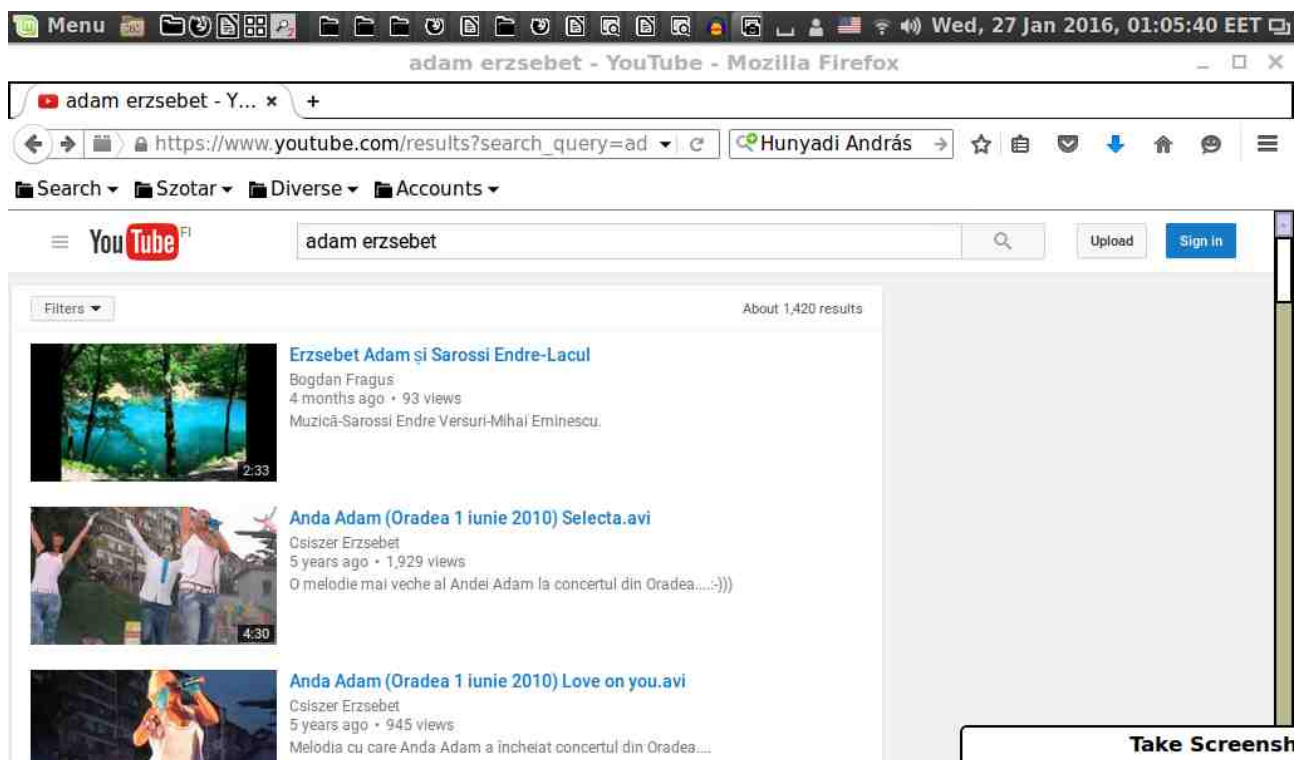 Menu Wed, 27 Jan 2016, 01:05:40 EET
adam erzsebet - YouTube - Mozilla Firefox
adam erzsebet - Y... × +
https://www.youtube.com/results?search_query=ad Hunyadi András
Search Szotar Diverse Accounts
YouTube FI adam erzsebet Upload Sign in
Filters About 1,420 results
Erzsebet Adam și Sarossi Endre-Lacul
Bogdan Fragus
4 months ago • 93 views
Muzică-Sarossi Endre Versuri-Mihai Eminescu.
2:33
Anda Adam (Oradea 1 iunie 2010) Selecta.avi
Csiszer Erzsebet
5 years ago • 1,929 views
O melodie mai veche al Andei Adam la concertul din Oradea....:-)))
4:30
Anda Adam (Oradea 1 iunie 2010) Love on you.avi
Csiszer Erzsebet
5 years ago • 945 views
Melodia cu care Anda Adam a încheiat concertul din Oradea....
Take Screensh